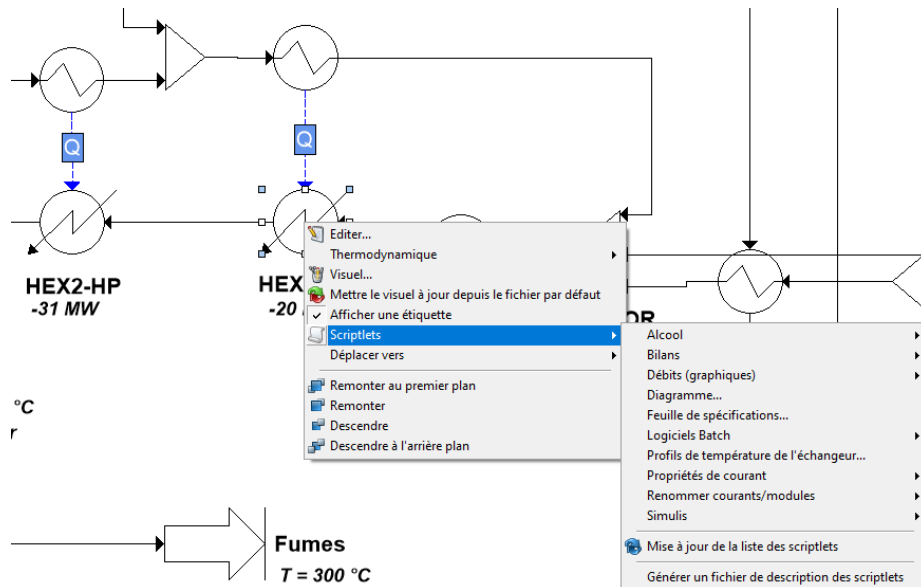 Q
Q
HEX2-HP
-31 MW
HEX
-20
OR
Editer...
Thermodynamique
Visuel...
Mettre le visuel à jour depuis le fichier par défaut
Afficher une étiquette
Scriptlets
Déplacer vers
Remonter au premier plan
Remonter
Descendre
Descendre à l'arrière plan
Alcool
Bilans
Débits (graphiques)
Diagramme...
Feuille de spécifications...
Logiciels Batch
Profils de température de l'échangeur...
Propriétés de courant
Renommer courants/modules
Simulis
Mise à jour de la liste des scriptlets
Générer un fichier de description des scriptlets
°C
r
Fumes
T = 300 °C